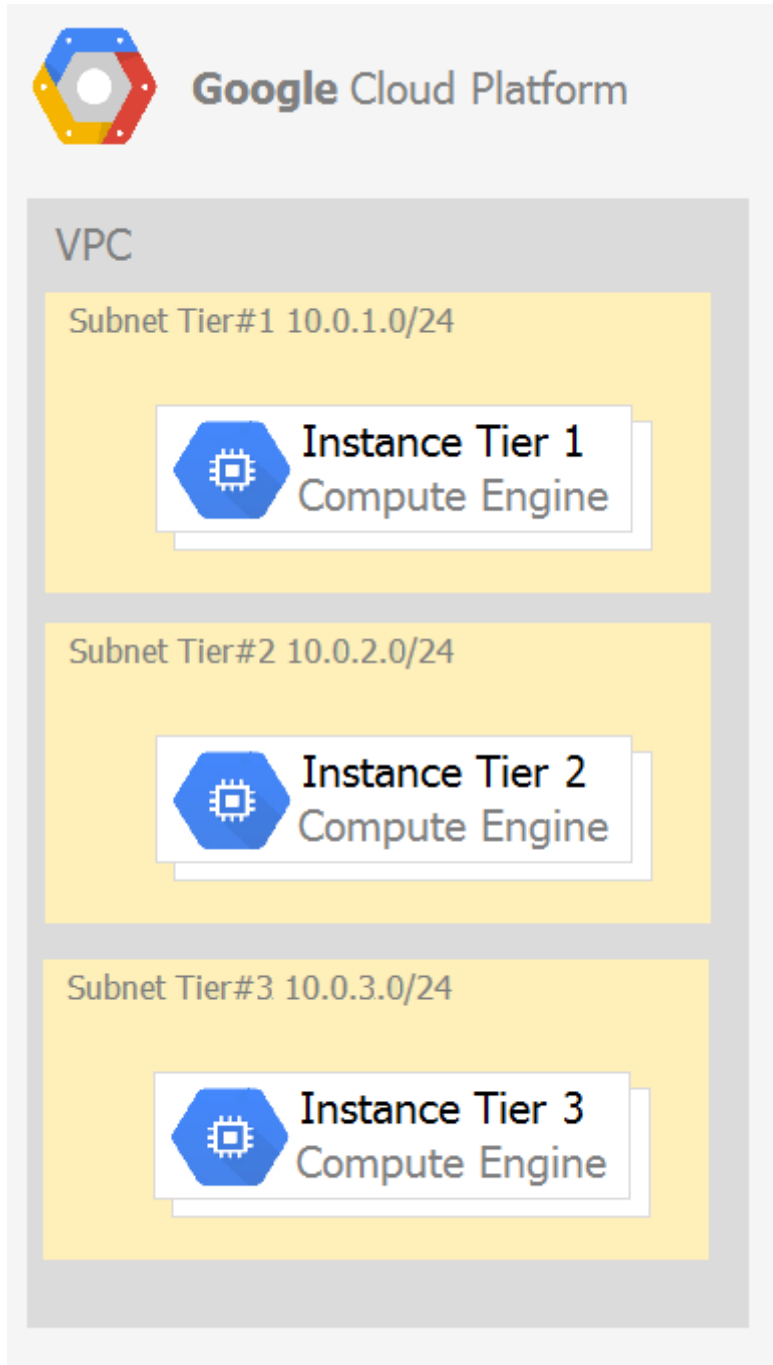 Google Cloud Platform
VPC
Subnet Tier#1 10.0.1.0/24
Instance Tier 1
Compute Engine
Subnet Tier#2 10.0.2.0/24
Instance Tier 2
Compute Engine
Subnet Tier#3 10.0.3.0/24
Instance Tier 3
Compute Engine